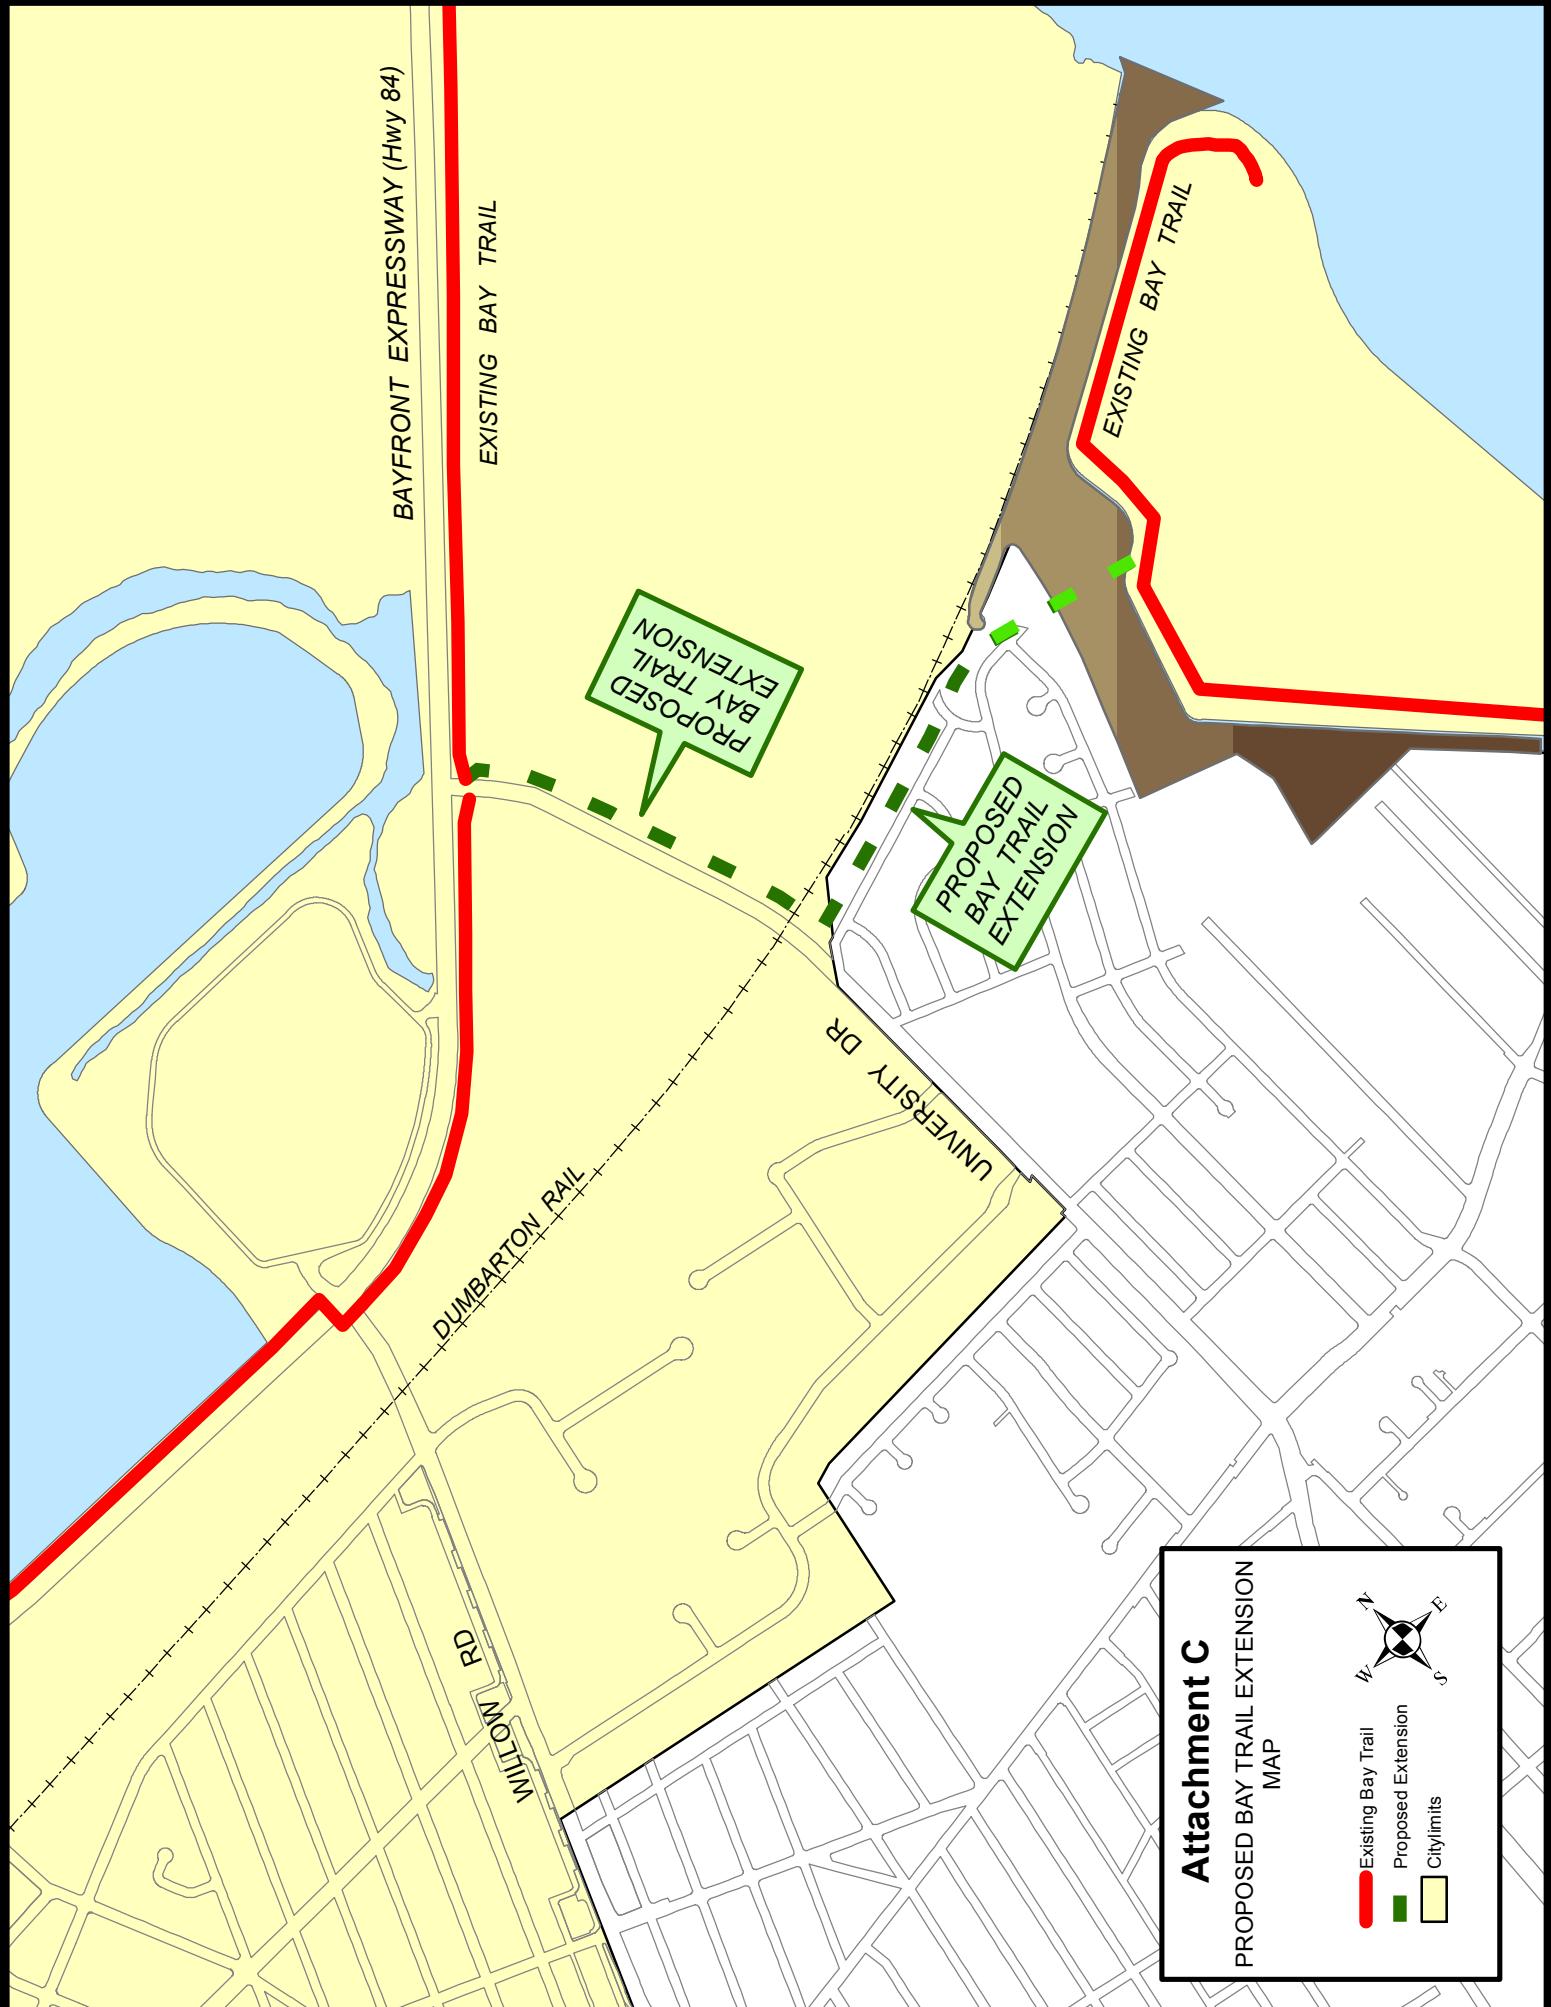 BAYFRONT EXPRESSWAY (Hwy 84)
EXISTING BAY TRAIL
EXISTING BAY TRAIL
PROPOSED
BAY TRAIL
EXTENSION
PROPOSED
BAY TRAIL
EXTENSION
UNIVERSITY DR
DUMBARTON RAIL
WILLOW RD
Attachment C
PROPOSED BAY TRAIL EXTENSION
MAP
Existing Bay Trail
Proposed Extension
Citylimits
N
E
S
W